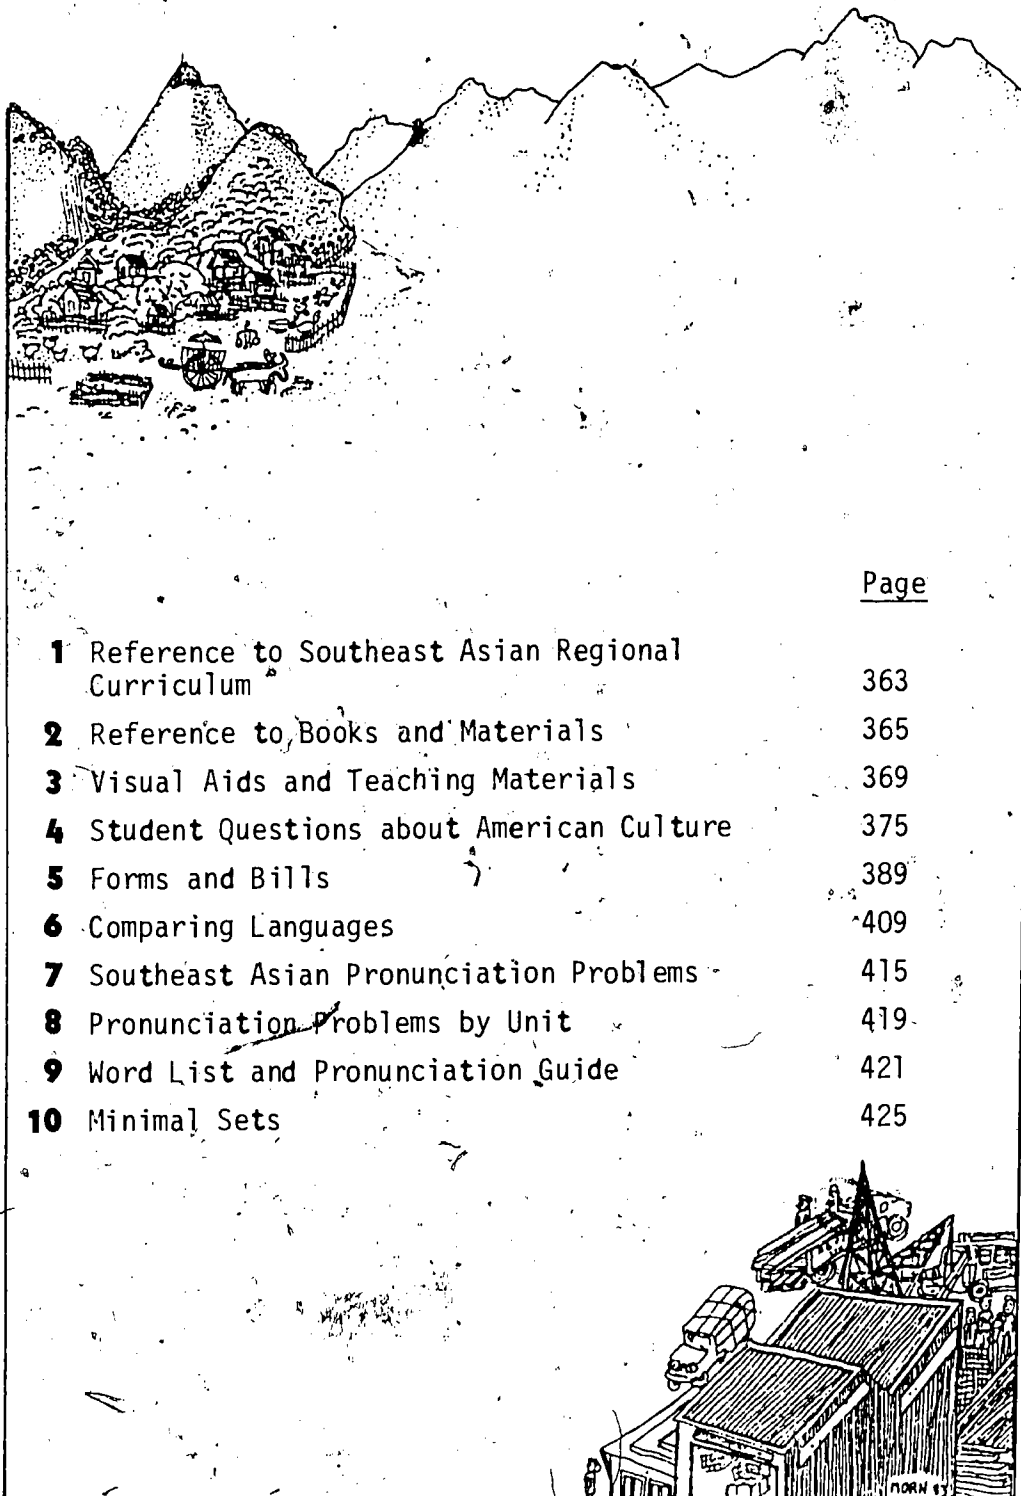 Page
1 Reference to Southeast Asian Regional
Curriculum 363
2 Reference to Books and Materials 365
3 Visual Aids and Teaching Materials 369
4 Student Questions about American Culture 375
5 Forms and Bills 389
6 Comparing Languages 409
7 Southeast Asian Pronunciation Problems 415
8 Pronunciation Problems by Unit 419
9 Word List and Pronunciation Guide 421
10 Minimal Sets 425
MORN 83